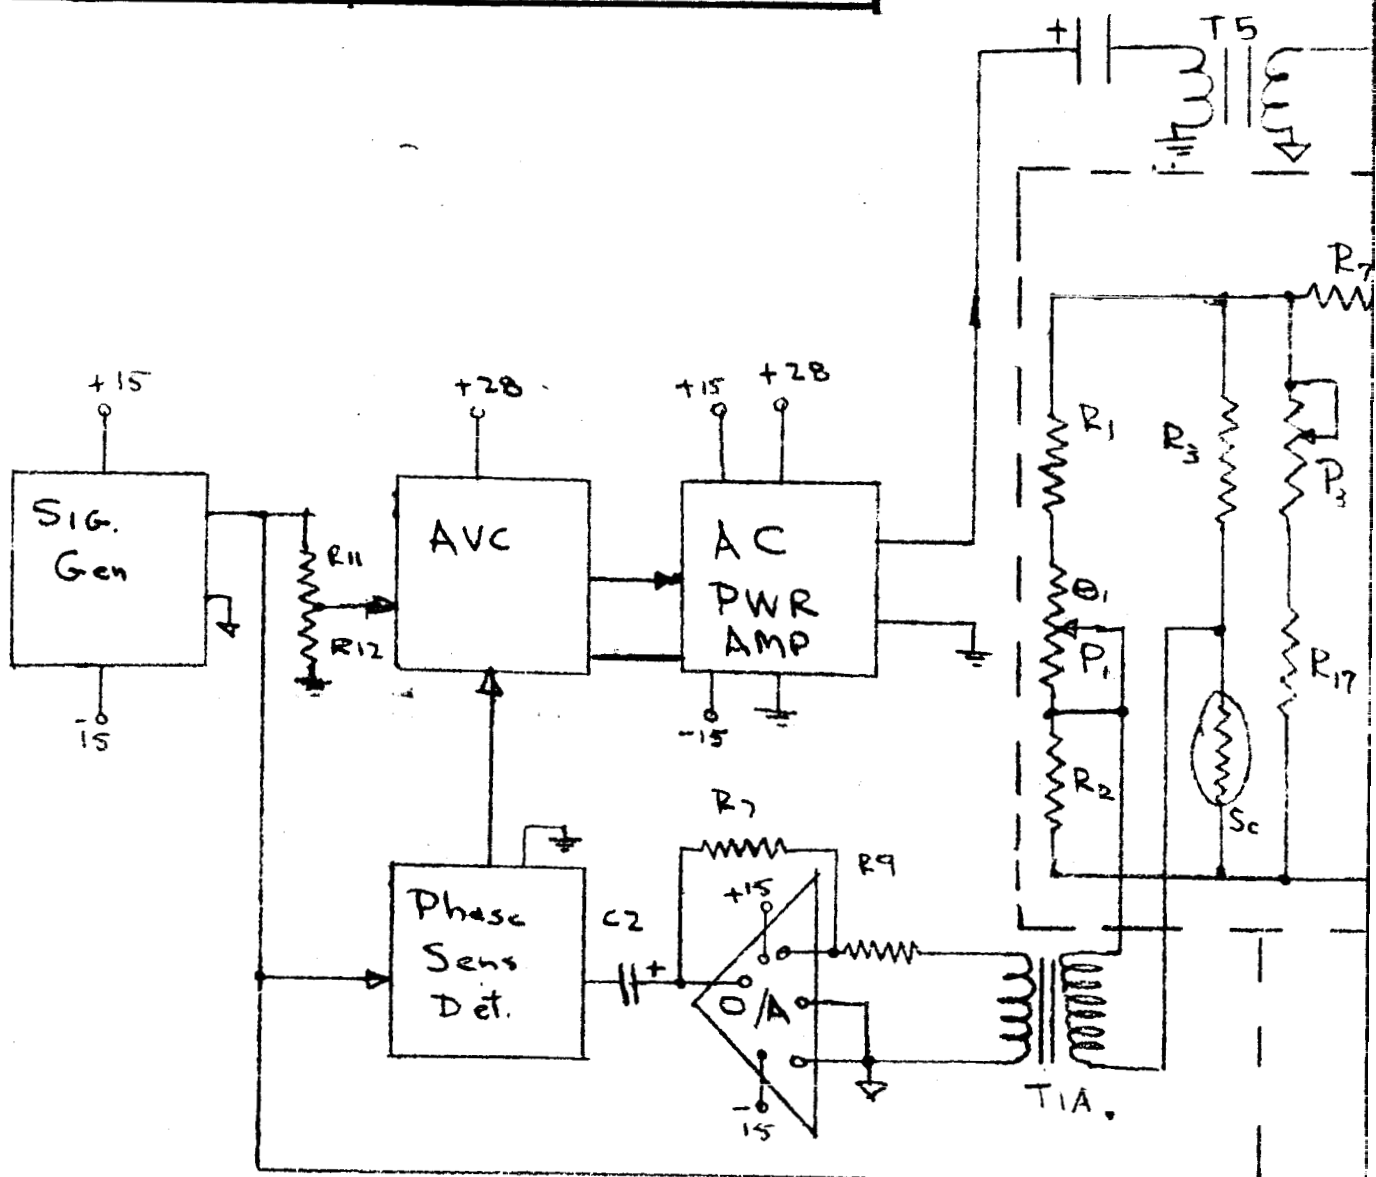 + T5
R7
+15 +28 +15 +28
R1 R3 P3
SIG.
Gen
AVC
AC
PWR
AMP
R11
R12
θ1
P1
R17
-15
-15
R2
Sc
R7
R9
+15
Phase
Sens
Det.
C2 +
O/A
-15
T1A.